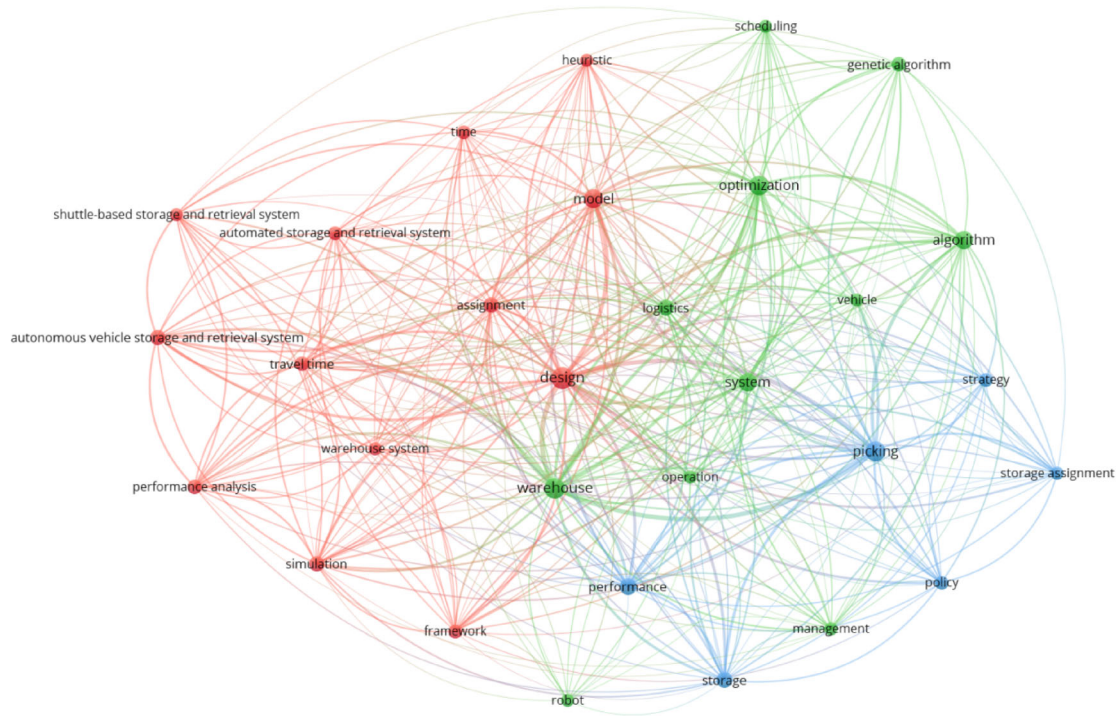 scheduling
heuristic
genetic algorithm
time
optimization
model
shuttle-based storage and retrieval system
automated storage and retrieval system
algorithm
vehicle
assignment
logistics
autonomous vehicle storage and retrieval system
travel time
design
system
strategy
warehouse system
picking
storage assignment
operation
performance analysis
warehouse
simulation
performance
policy
framework
management
storage
robot